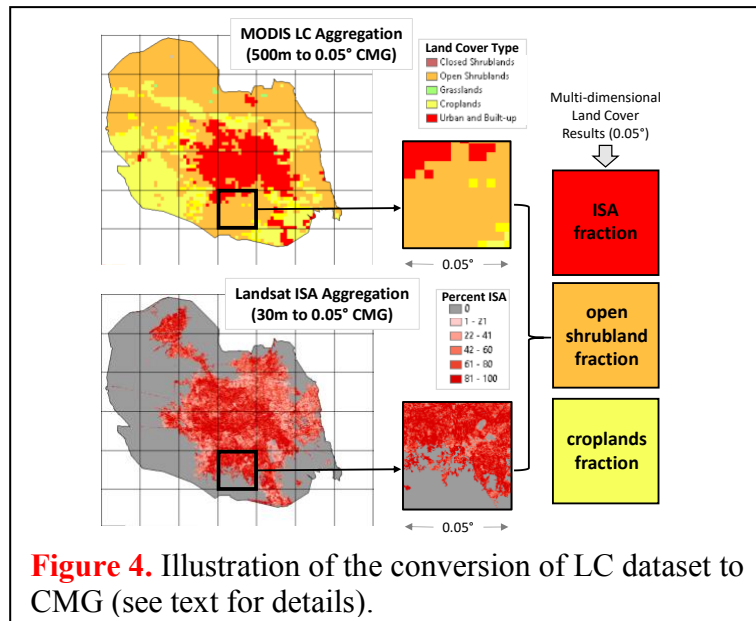 MODIS LC Aggregation
(500m to 0.05° CMG)
Land Cover Type
Closed Shrublands
Open Shrublands
Grasslands
Croplands
Urban and Built-up
Multi-dimensional
Land Cover
Results (0.05°)
0.05°
ISA
fraction
Landsat ISA Aggregation
(30m to 0.05° CMG)
Percent ISA
0
1 - 21
22 - 41
42 - 60
61 - 80
81 - 100
open
shrubland
fraction
croplands
fraction
0.05°
Figure 4. Illustration of the conversion of LC dataset to
CMG (see text for details).